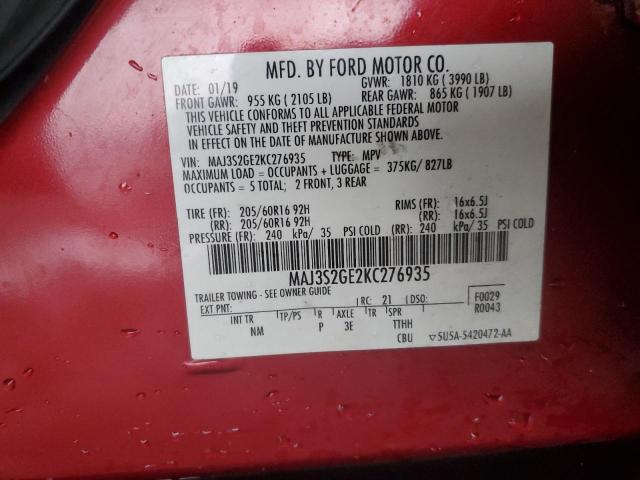 MFD. BY FORD MOTOR CO.
DATE: 01/19 GVWR: 1810 KG ( 3990 LB)
FRONT GAWR: 955 KG ( 2105 LB) REAR GAWR: 865 KG ( 1907 LB)
THIS VEHICLE CONFORMS TO ALL APPLICABLE FEDERAL MOTOR
VEHICLE SAFETY AND THEFT PREVENTION STANDARDS
IN EFFECT ON THE DATE OF MANUFACTURE SHOWN ABOVE.
VIN: MAJ3S2GE2KC276935 TYPE: MPV
MAXIMUM LOAD = OCCUPANTS + LUGGAGE = 375KG/ 827LB
OCCUPANTS = 5 TOTAL; 2 FRONT, 3 REAR
TIRE (FR): 205/60R16 92H RIMS (FR): 16x6.5J
(RR): 205/60R16 92H (RR): 16x6.5J
PRESSURE (FR): 240 kPa/ 35 PSI COLD (RR): 240 kPa/ 35 PSI COLD
MAJ3S2GE2KC276935
TRAILER TOWING - SEE OWNER GUIDE
EXT PNT: RC: 21 DSO: F0029
R0043
INT TR TP/PS R AXLE TR SPR
NM P 3E TTHH
CBU ▽5U5A-5420472-AA